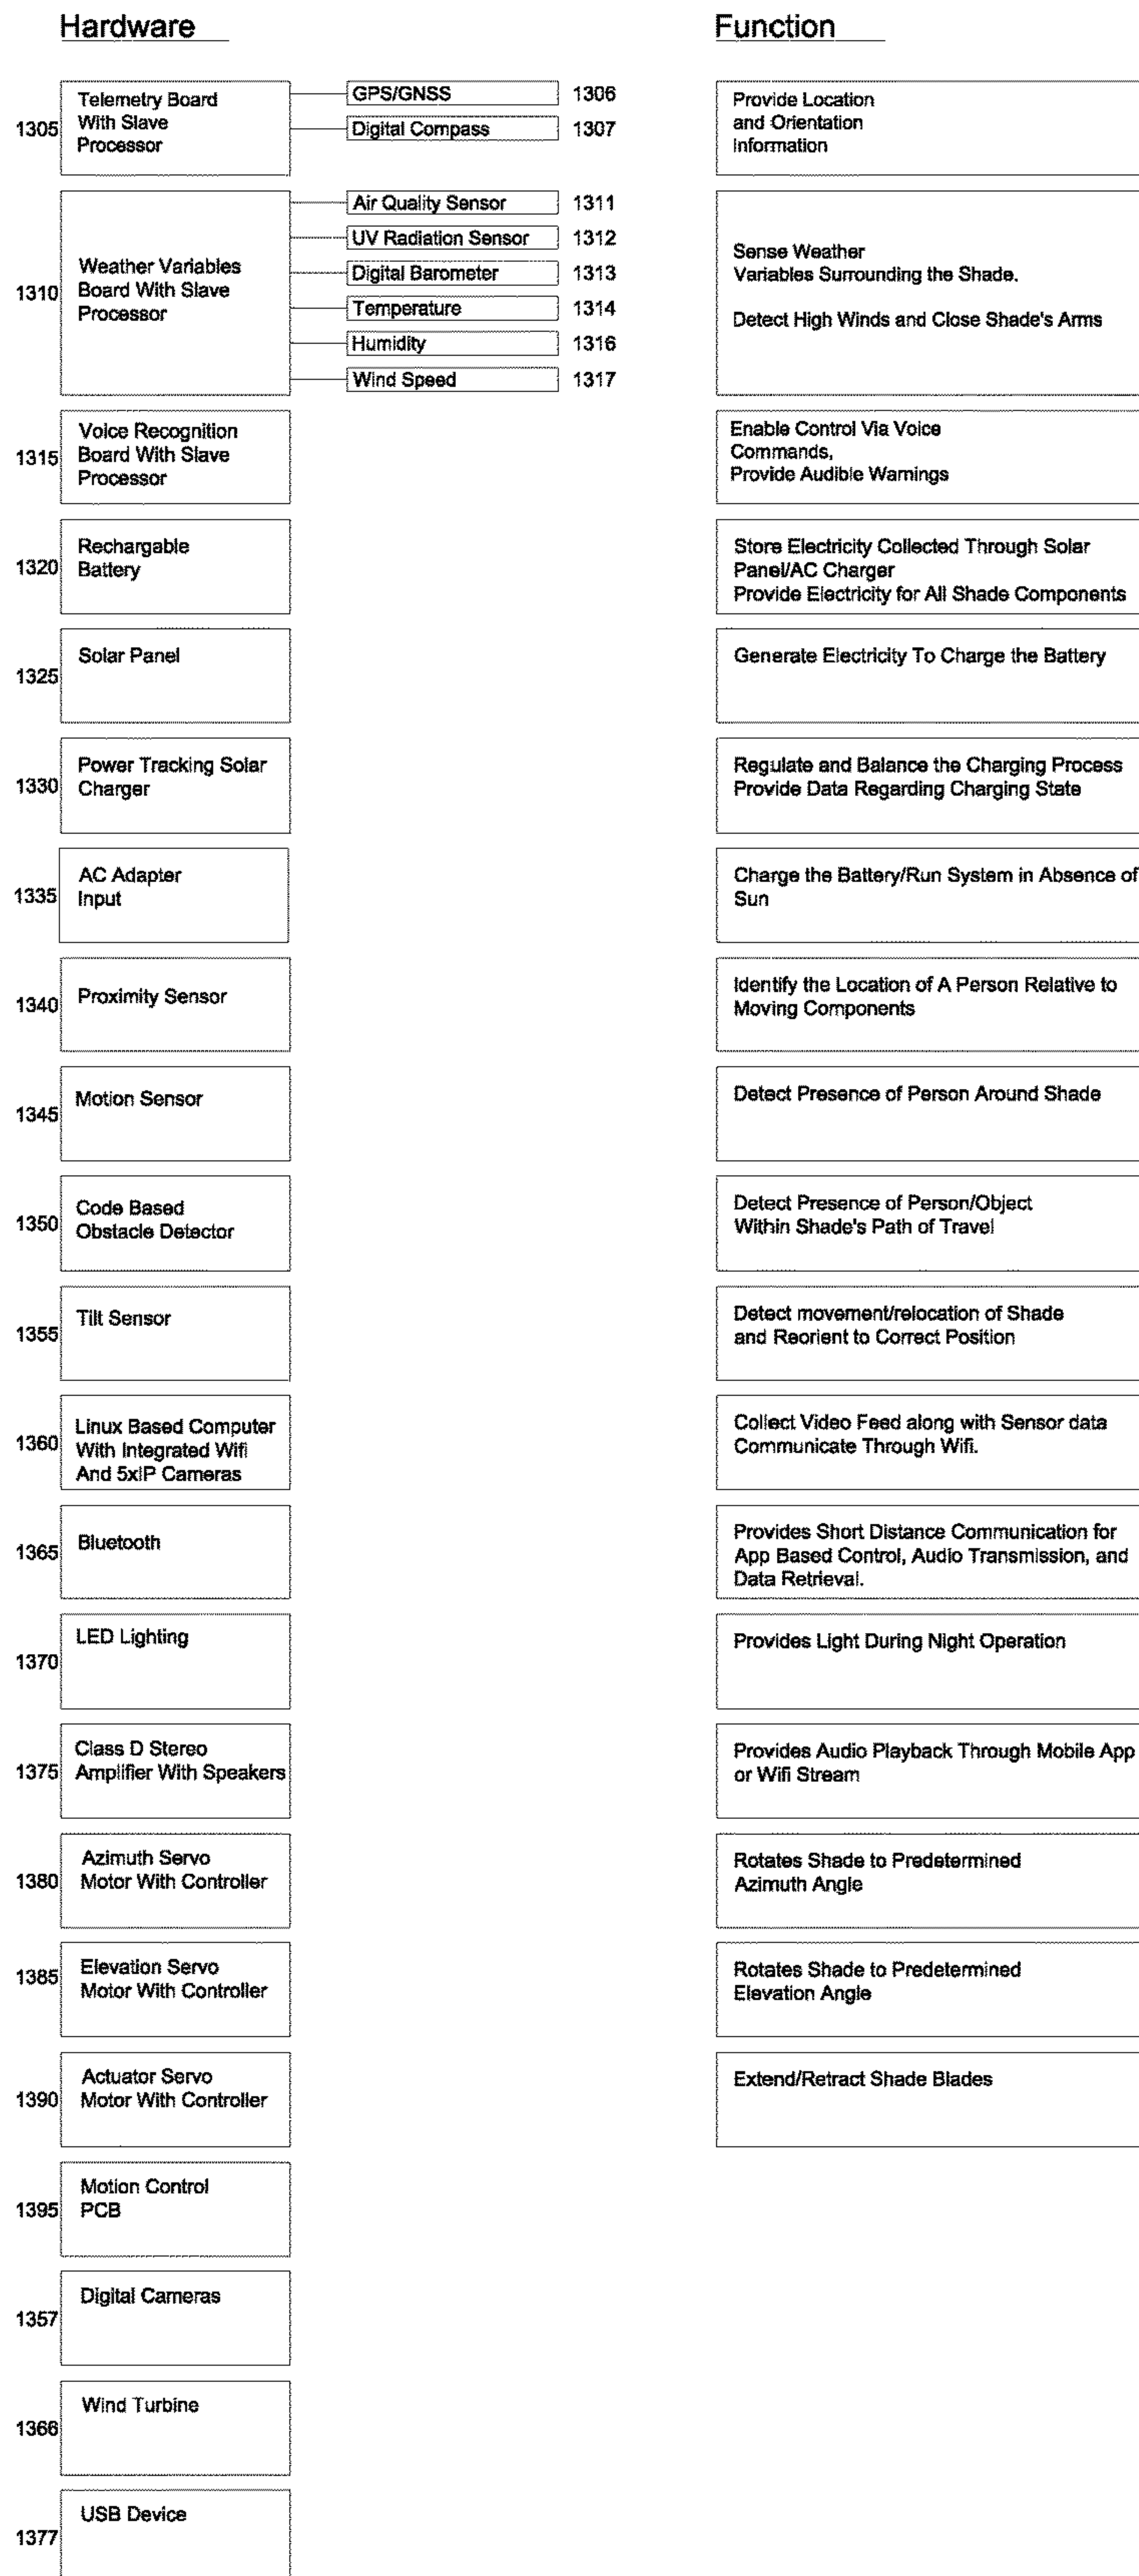 Hardware
Function
1305
Telemetry Board
With Slave
Processor
GPS/GNSS
1306
Digital Compass
1307
Provide Location
and Orientation
Information
1310
Weather Variables
Board With Slave
Processor
Air Quality Sensor
1311
UV Radiation Sensor
1312
Digital Barometer
1313
Temperature
1314
Humidity
1316
Wind Speed
1317
Sense Weather
Variables Surrounding the Shade.
Detect High Winds and Close Shade's Arms
1315
Voice Recognition
Board With Slave
Processor
Enable Control Via Voice
Commands,
Provide Audible Warnings
1320
Rechargable
Battery
Store Electricity Collected Through Solar
Panel/AC Charger
Provide Electricity for All Shade Components
1325
Solar Panel
Generate Electricity To Charge the Battery
1330
Power Tracking Solar
Charger
Regulate and Balance the Charging Process
Provide Data Regarding Charging State
1335
AC Adapter
Input
Charge the Battery/Run System in Absence of
Sun
1340
Proximity Sensor
Identify the Location of A Person Relative to
Moving Components
1345
Motion Sensor
Detect Presence of Person Around Shade
1350
Code Based
Obstacle Detector
Detect Presence of Person/Object
Within Shade's Path of Travel
1355
Tilt Sensor
Detect movement/relocation of Shade
and Reorient to Correct Position
1360
Linux Based Computer
With Integrated Wifi
And 5xIP Cameras
Collect Video Feed along with Sensor data
Communicate Through Wifi.
1365
Bluetooth
Provides Short Distance Communication for
App Based Control, Audio Transmission, and
Data Retrieval.
1370
LED Lighting
Provides Light During Night Operation
1375
Class D Stereo
Amplifier With Speakers
Provides Audio Playback Through Mobile App
or Wifi Stream
1380
Azimuth Servo
Motor With Controller
Rotates Shade to Predetermined
Azimuth Angle
1385
Elevation Servo
Motor With Controller
Rotates Shade to Predetermined
Elevation Angle
1390
Actuator Servo
Motor With Controller
Extend/Retract Shade Blades
1395
Motion Control
PCB
1357
Digital Cameras
1366
Wind Turbine
1377
USB Device